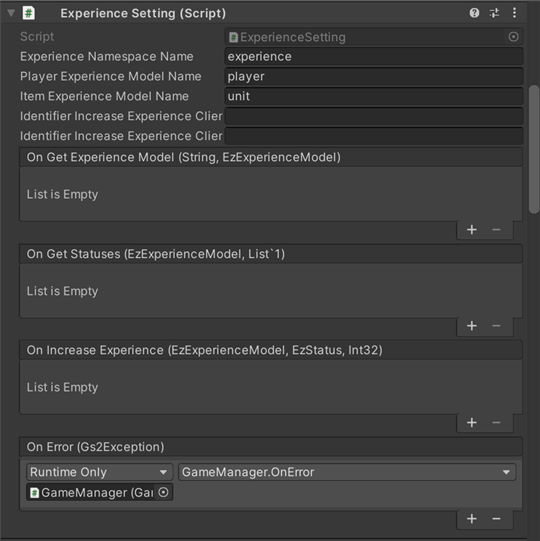 Experience Setting (Script)
Script ExperienceSetting
Experience Namespace Name experience
Player Experience Model Name player
Item Experience Model Name unit
Identifier Increase Experience Clier
Identifier Increase Experience Clier
On Get Experience Model (String, EzExperienceModel)
List is Empty
+ −
On Get Statuses (EzExperienceModel, List`1)
List is Empty
+ −
On Increase Experience (EzExperienceModel, EzStatus, Int32)
List is Empty
+ −
On Error (Gs2Exception)
Runtime Only GameManager.OnError
GameManager (Gai
+ −